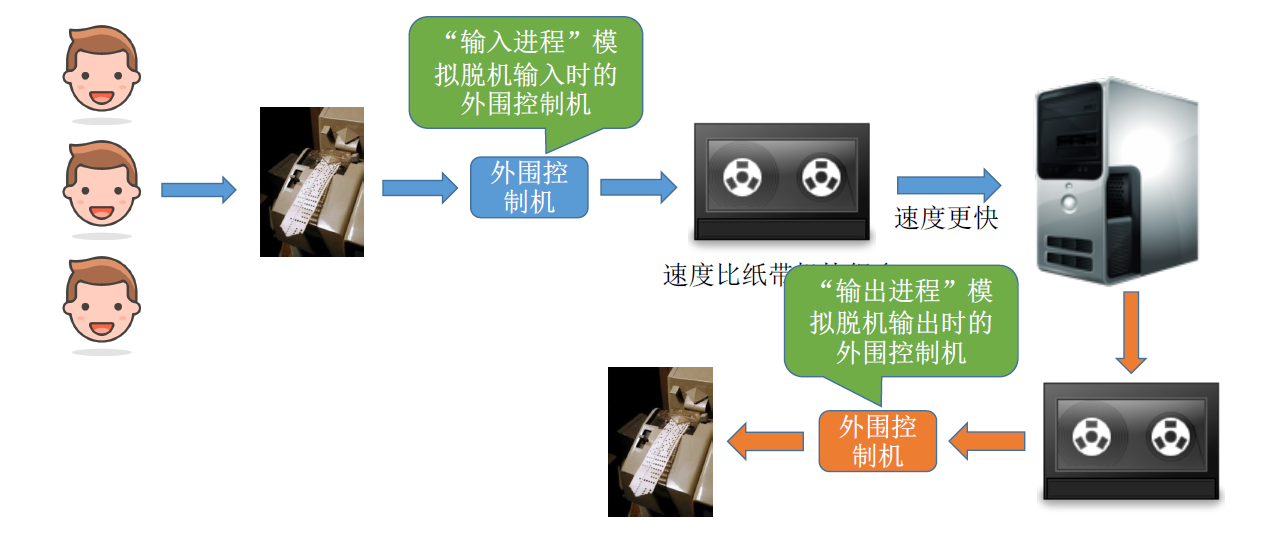 “输入进程”模
拟脱机输入时的
外围控制机
外围控
制机
速度更快
速度比纸带
“输出进程”模
拟脱机输出时的
外围控制机
外围控
制机